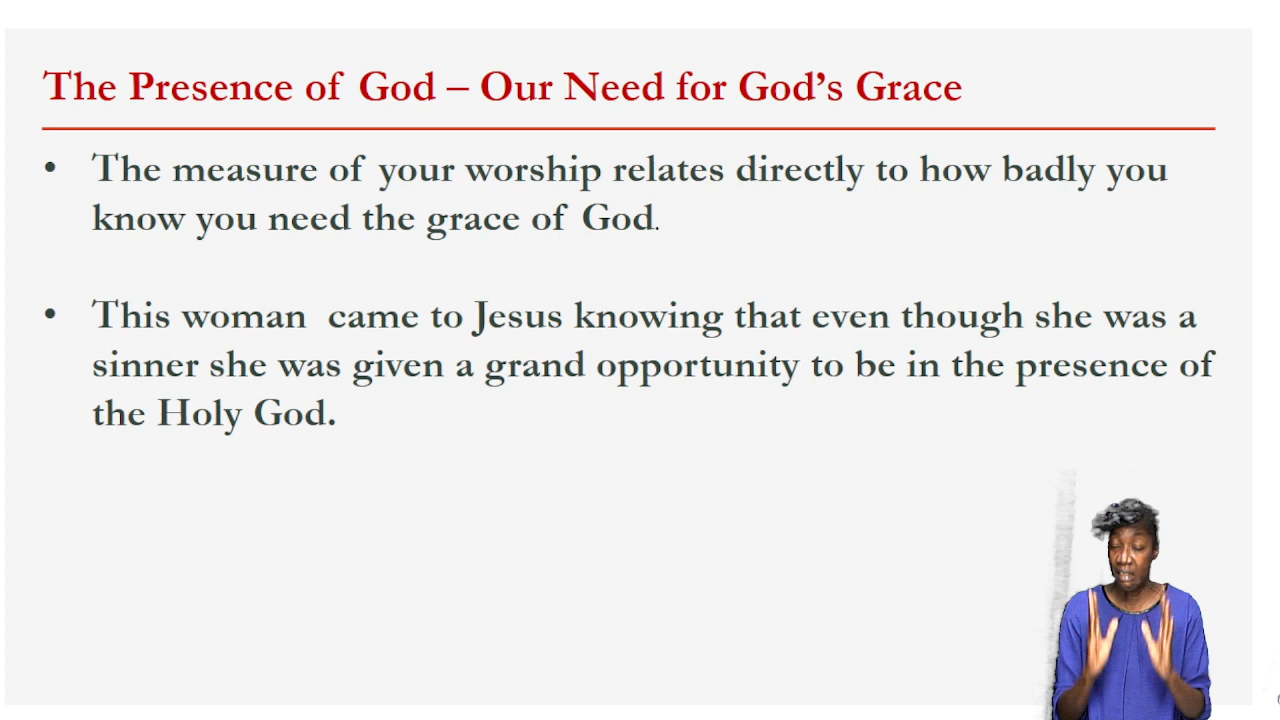 The Presence of God – Our Need for God's Grace
• The measure of your worship relates directly to how badly you
know you need the grace of God.
• This woman came to Jesus knowing that even though she was a
sinner she was given a grand opportunity to be in the presence of
the Holy God.